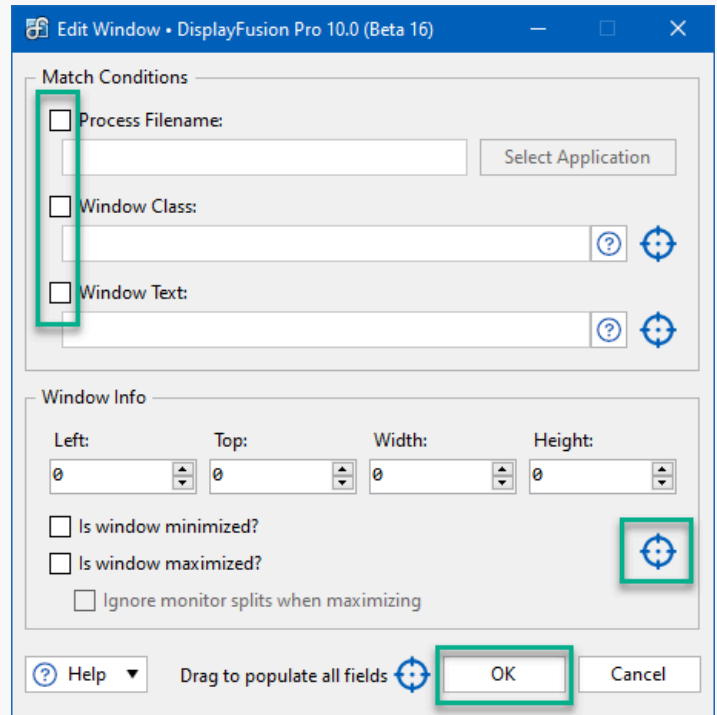 Edit Window • DisplayFusion Pro 10.0 (Beta 16)
Match Conditions
Process Filename:
Select Application
Window Class:
Window Text:
Window Info
Left: Top: Width: Height:
0 0 0 0
Is window minimized?
Is window maximized?
Ignore monitor splits when maximizing
Help Drag to populate all fields OK Cancel